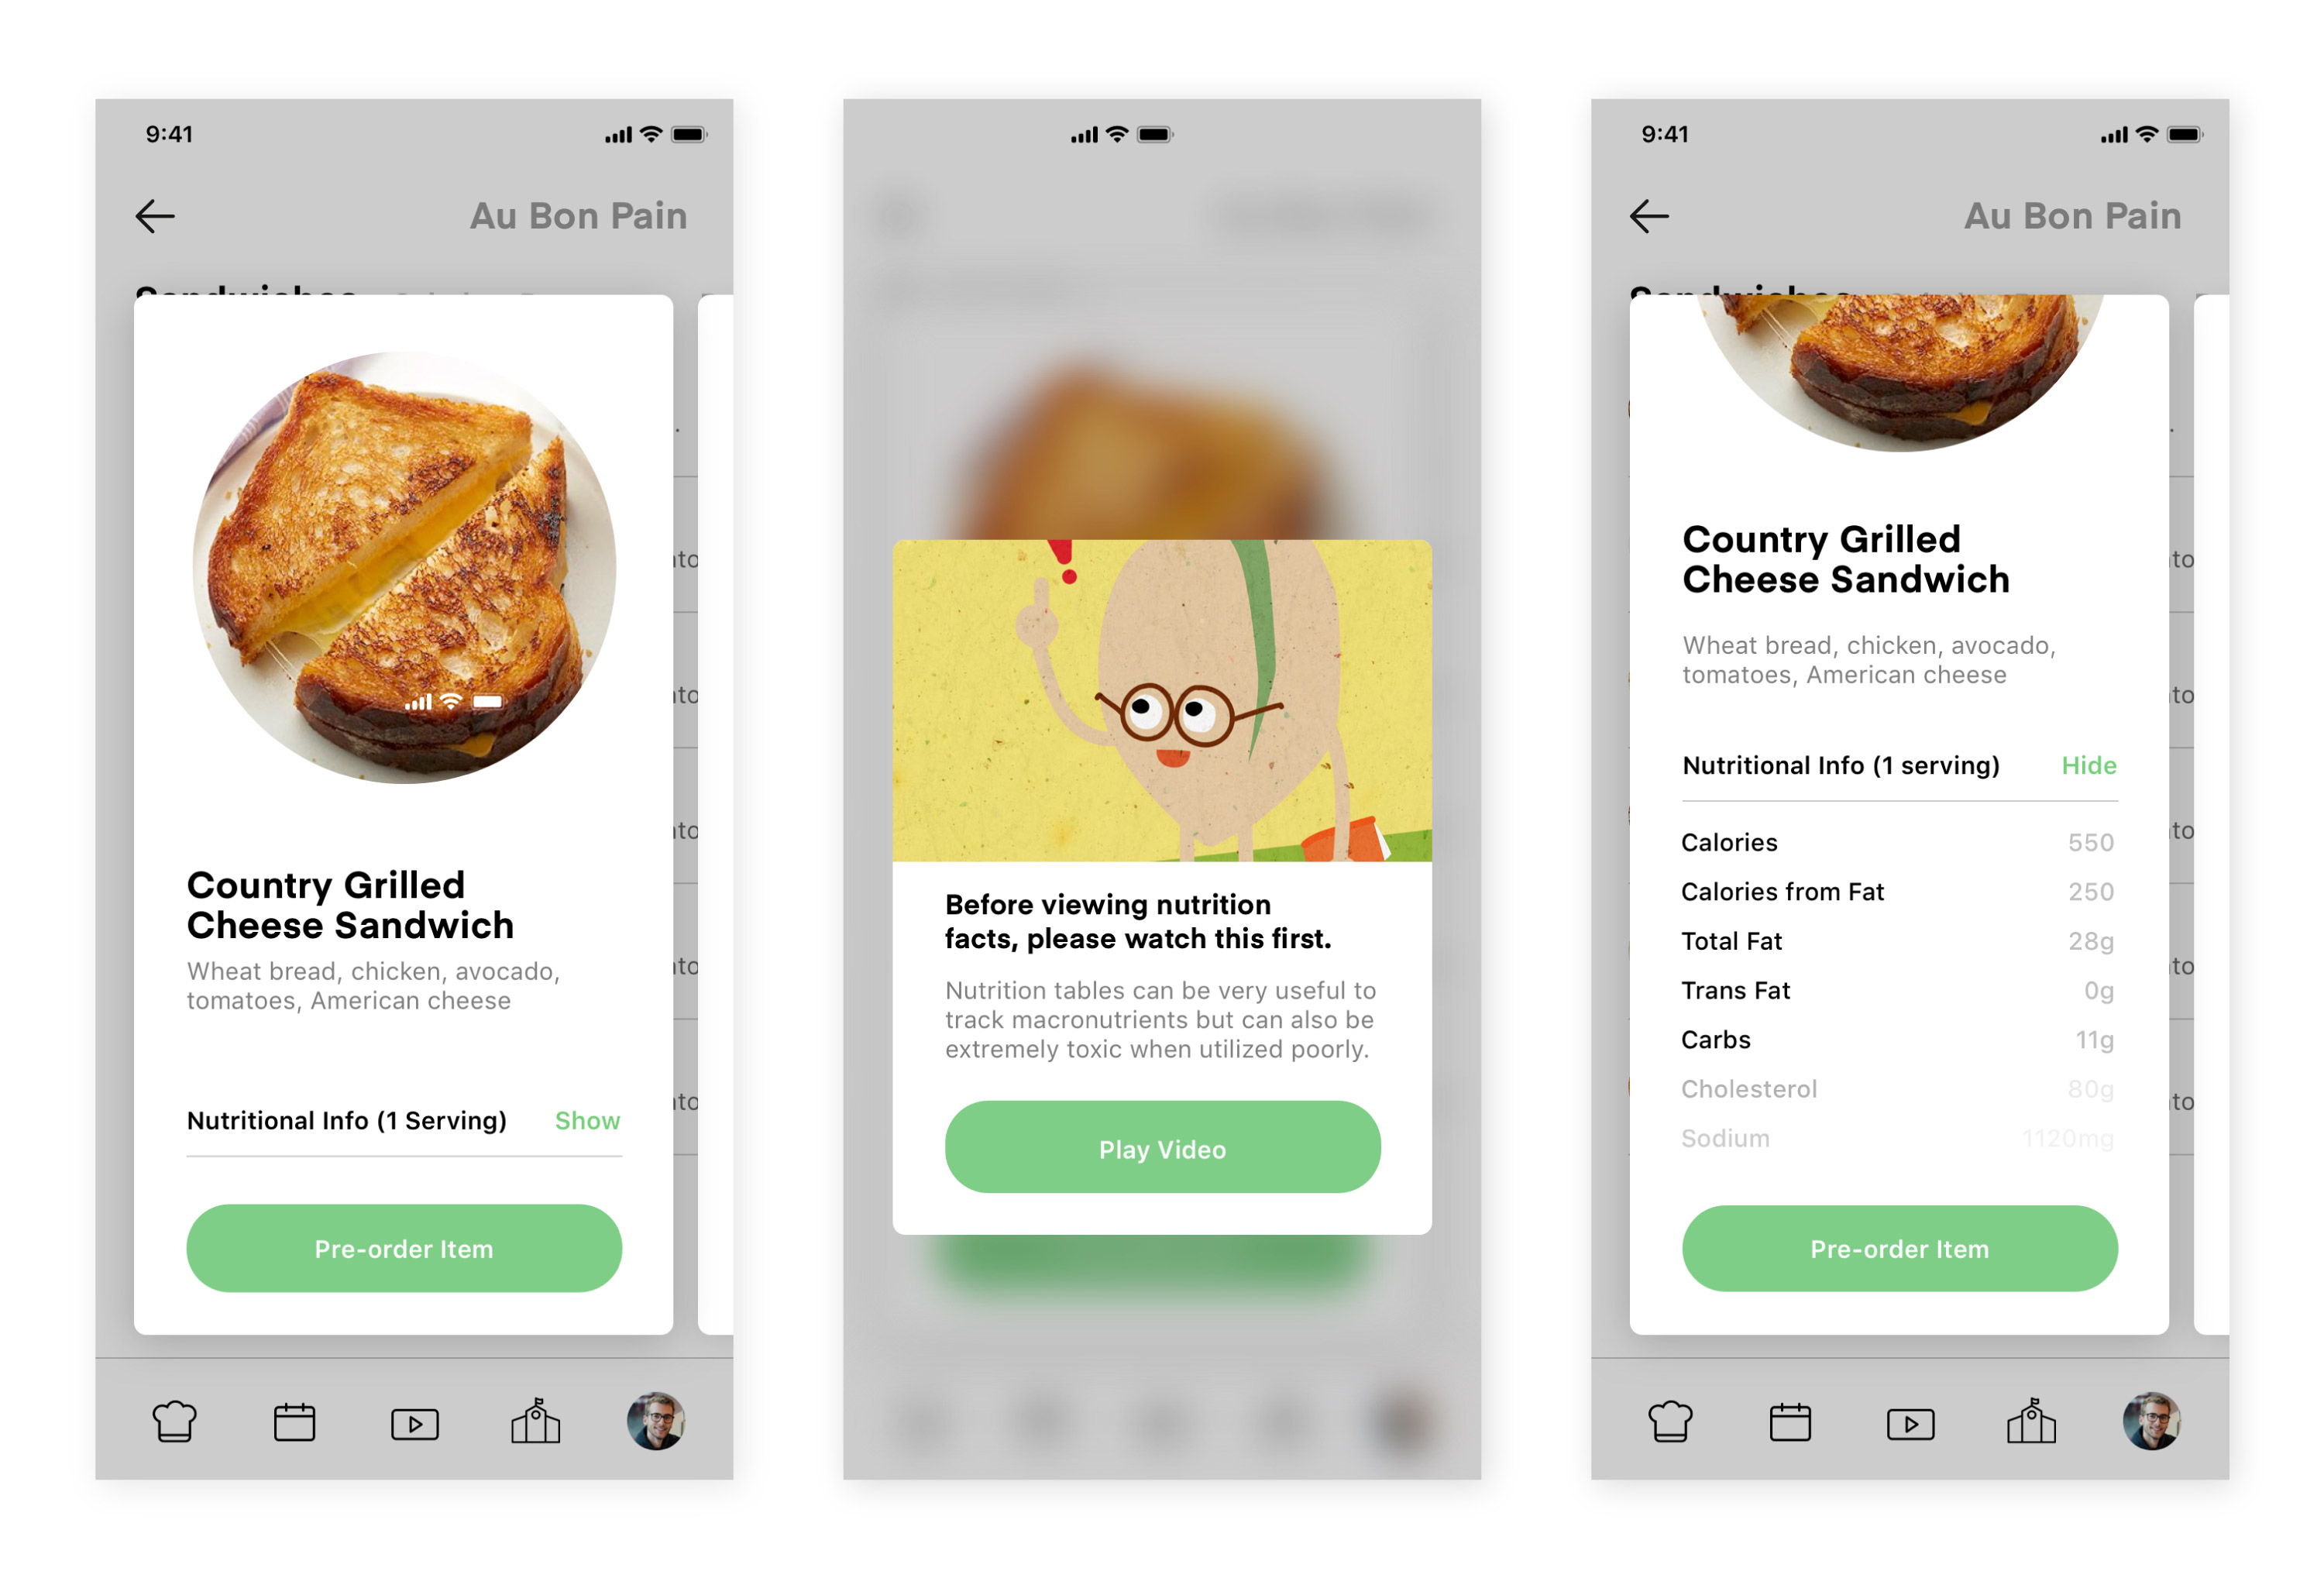 9:41
Au Bon Pain
Sandwiches
Country Grilled
Cheese Sandwich
Wheat bread, chicken, avocado,
tomatoes, American cheese
Nutritional Info (1 Serving)
Show
Pre-order Item
Before viewing nutrition
facts, please watch this first.
Nutrition tables can be very useful to
track macronutrients but can also be
extremely toxic when utilized poorly.
Play Video
9:41
Au Bon Pain
Sandwiches
Country Grilled
Cheese Sandwich
Wheat bread, chicken, avocado,
tomatoes, American cheese
Nutritional Info (1 serving)
Hide
Calories 550
Calories from Fat 250
Total Fat 28g
Trans Fat 0g
Carbs 11g
Cholesterol 80g
Sodium 1120mg
Pre-order Item